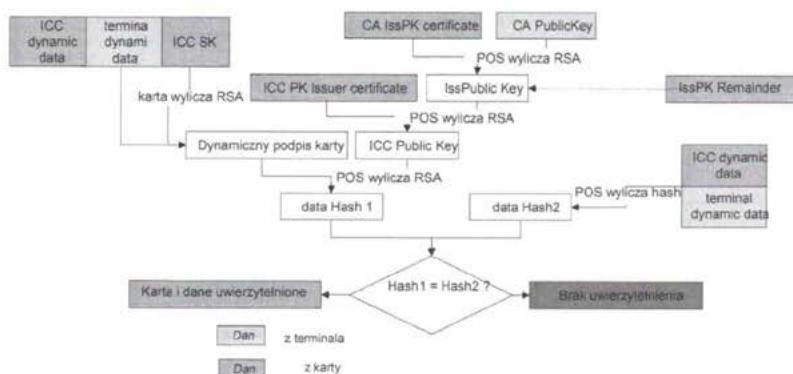 ICC
dynamic
data
termina
dynami
data
ICC SK
CA IssPK certificate
CA PublicKey
POS wylicza RSA
karta wylicza RSA
ICC PK Issuer certificate
IssPublic Key
IssPK Remainder
POS wylicza RSA
Dynamiczny podpis karty
ICC Public Key
ICC dynamic
data
terminal
dynamic data
POS wylicza RSA
POS wylicza hash
data Hash 1
data Hash2
Hash1 = Hash2 ?
Karta i dane uwierzytelnione
Brak uwierzytelnienia
Dan
z terminala
Dan
z karty